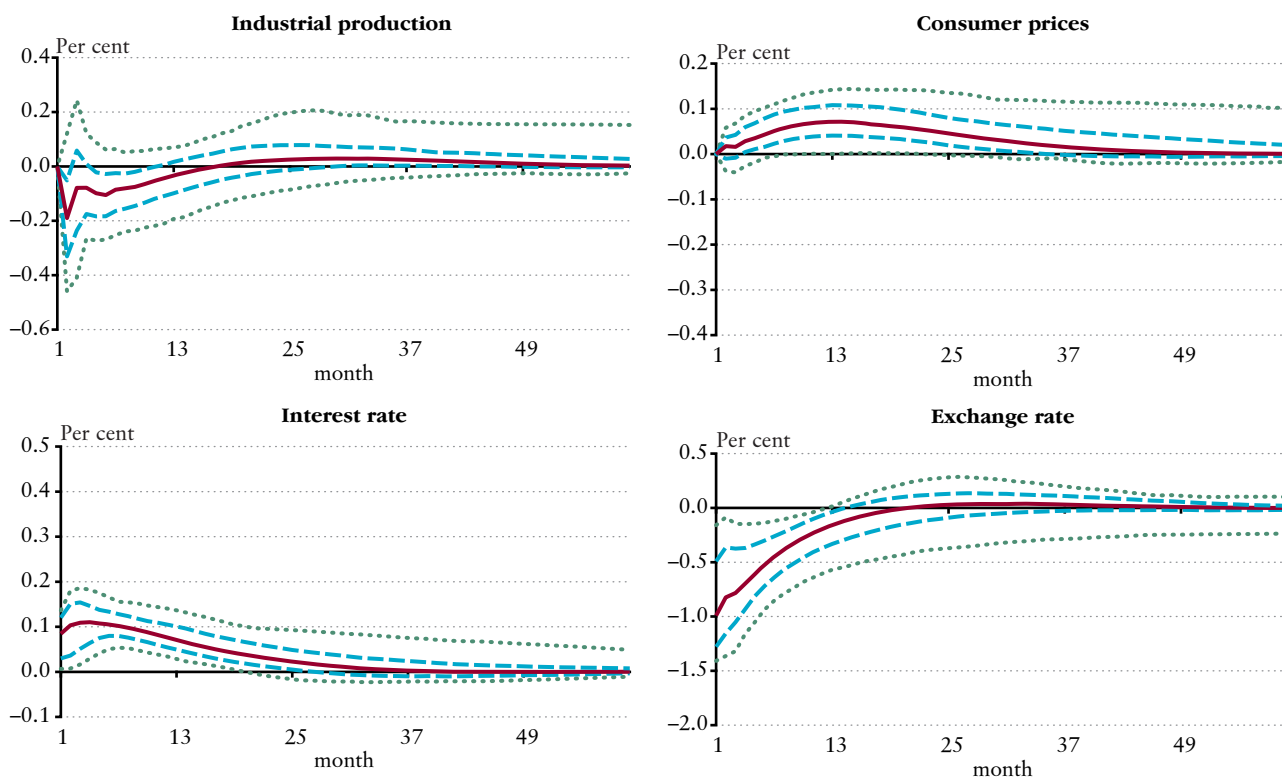 Industrial production
Per cent
0.4
0.2
0.0
−0.2
−0.4
−0.6
1 13 25 37 49
month
Consumer prices
Per cent
0.2
0.1
0.0
−0.1
−0.2
−0.3
−0.4
1 13 25 37 49
month
Interest rate
Per cent
0.5
0.4
0.3
0.2
0.1
0.0
−0.1
1 13 25 37 49
month
Exchange rate
Per cent
0.5
0.0
−0.5
−1.0
−1.5
−2.0
1 13 25 37 49
month